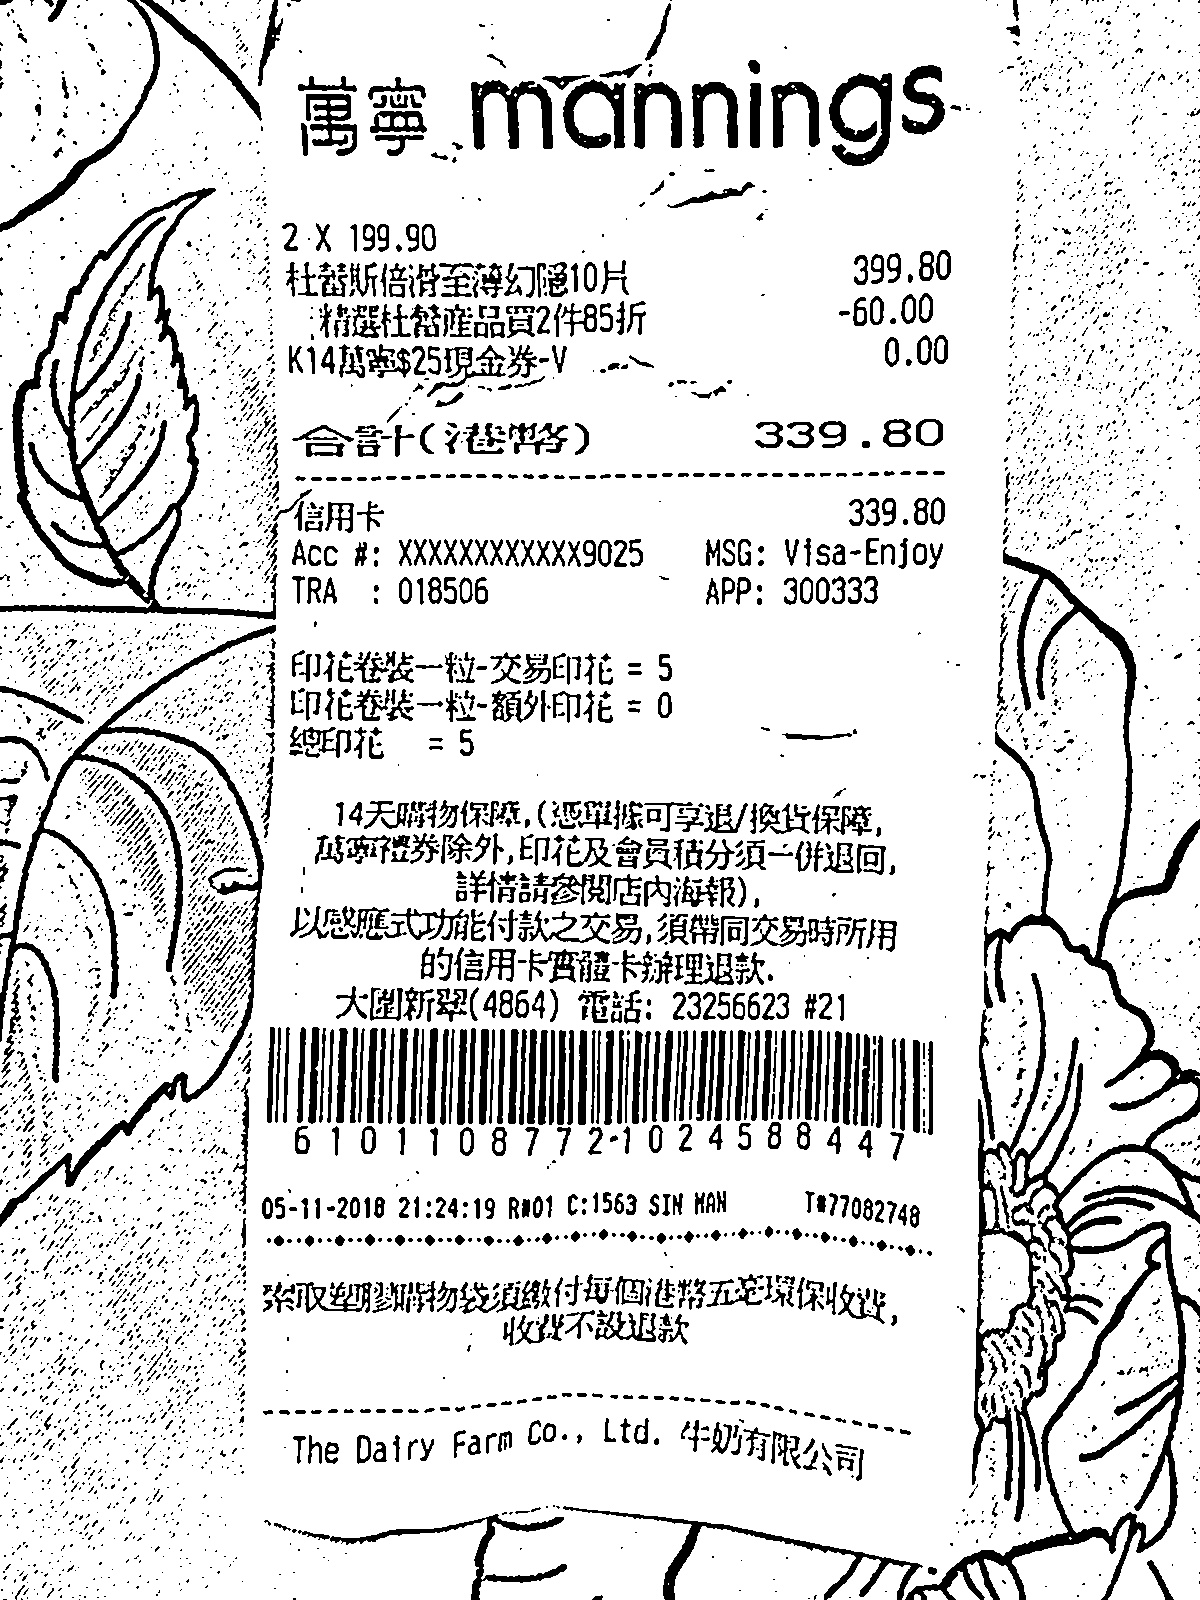 萬寧 mannings
2 X 199.90
杜蕾斯倍滑至薄幻隱10片 399.80
精選杜蕾斯產品買2件85折 -60.00
K14萬寧$25現金券-V 0.00
合計(港幣) 339.80
信用卡 339.80
Acc #: XXXXXXXXXXXX9025 MSG: Visa-Enjoy
TRA : 018506 APP: 300333
印花卷裝一粒-交易印花 = 5
印花卷裝一粒-額外印花 = 0
總印花 = 5
14天購物保障,(憑單據可享退/換貨保障,
萬寧禮券除外,印花及會員積分須一併退回,
詳情請參閱店內海報),
以感應式功能付款之交易,須帶同交易時所用
的信用卡實體卡辦理退款.
大圍新翠(4864) 電話: 23256623 #21
6101108772-1024588447
05-11-2018 21:24:19 R#01 C:1563 SIN MAN T#77082748
索取塑膠購物袋須繳付每個港幣五毫環保收費,
收費不設退款
The Dairy Farm Co., Ltd. 牛奶有限公司